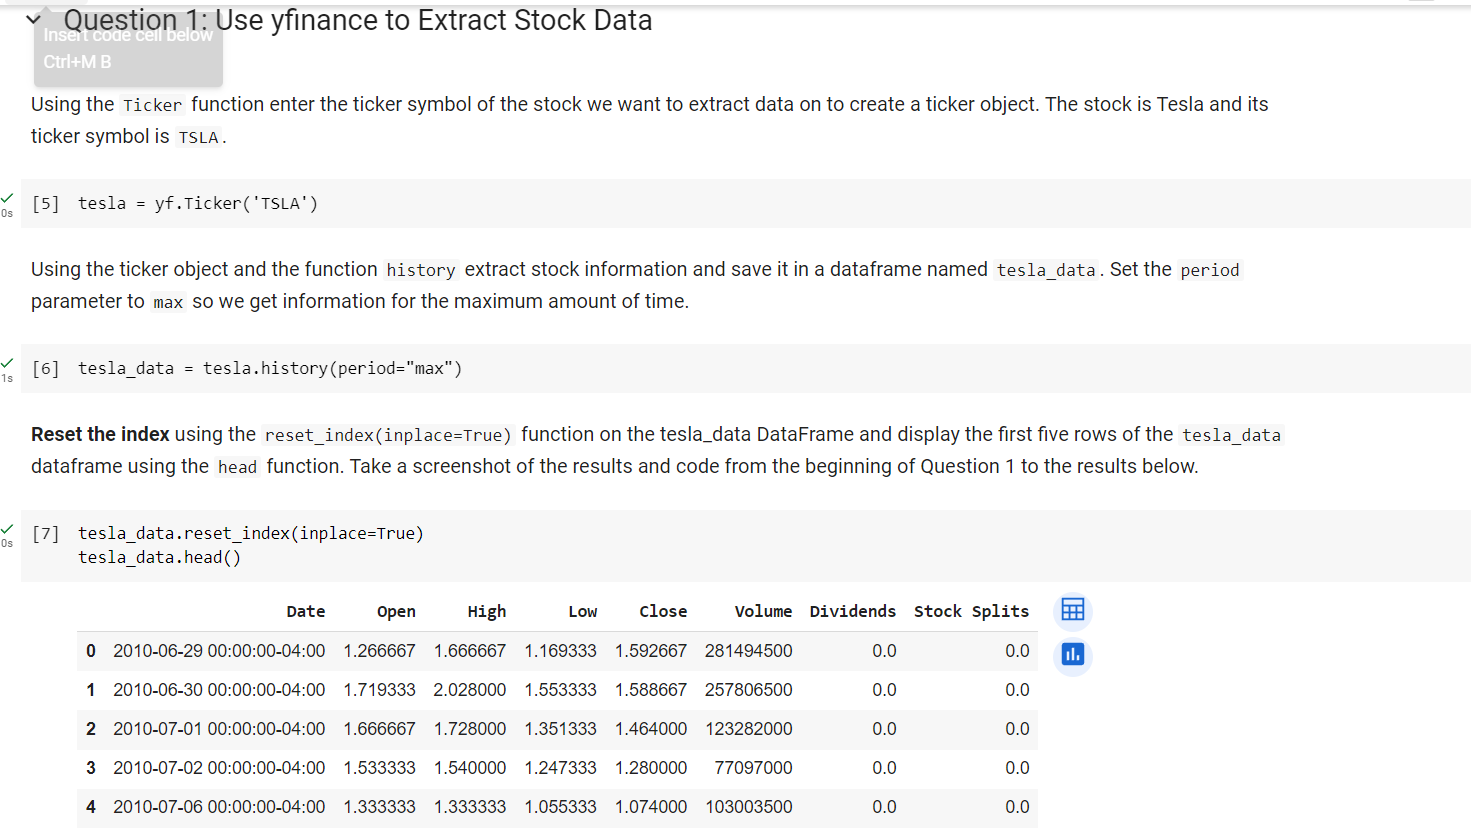 Question 1: Use yfinance to Extract Stock Data
Insert code cell below
Ctrl+M B
Using the Ticker function enter the ticker symbol of the stock we want to extract data on to create a ticker object. The stock is Tesla and its
ticker symbol is TSLA.
0s
[5] tesla = yf.Ticker('TSLA')
Using the ticker object and the function history extract stock information and save it in a dataframe named tesla_data. Set the period
parameter to max so we get information for the maximum amount of time.
1s
[6] tesla_data = tesla.history(period="max")
Reset the index using the reset_index(inplace=True) function on the tesla_data DataFrame and display the first five rows of the tesla_data
dataframe using the head function. Take a screenshot of the results and code from the beginning of Question 1 to the results below.
0s
[7] tesla_data.reset_index(inplace=True)
tesla_data.head()
Date Open High Low Close Volume Dividends Stock Splits
0 2010-06-29 00:00:00-04:00 1.266667 1.666667 1.169333 1.592667 281494500 0.0 0.0
1 2010-06-30 00:00:00-04:00 1.719333 2.028000 1.553333 1.588667 257806500 0.0 0.0
2 2010-07-01 00:00:00-04:00 1.666667 1.728000 1.351333 1.464000 123282000 0.0 0.0
3 2010-07-02 00:00:00-04:00 1.533333 1.540000 1.247333 1.280000 77097000 0.0 0.0
4 2010-07-06 00:00:00-04:00 1.333333 1.333333 1.055333 1.074000 103003500 0.0 0.0